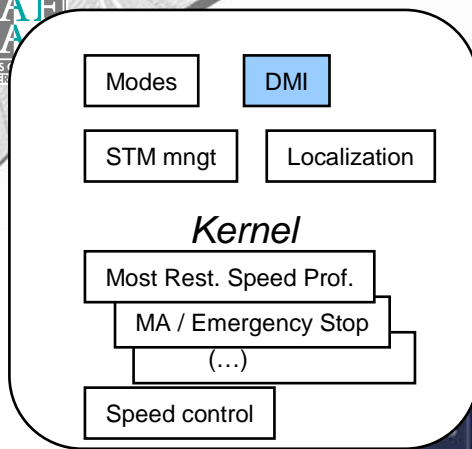 Modes DMI
STM mngt Localization
Kernel
Most Rest. Speed Prof.
MA / Emergency Stop
(…)
Speed control